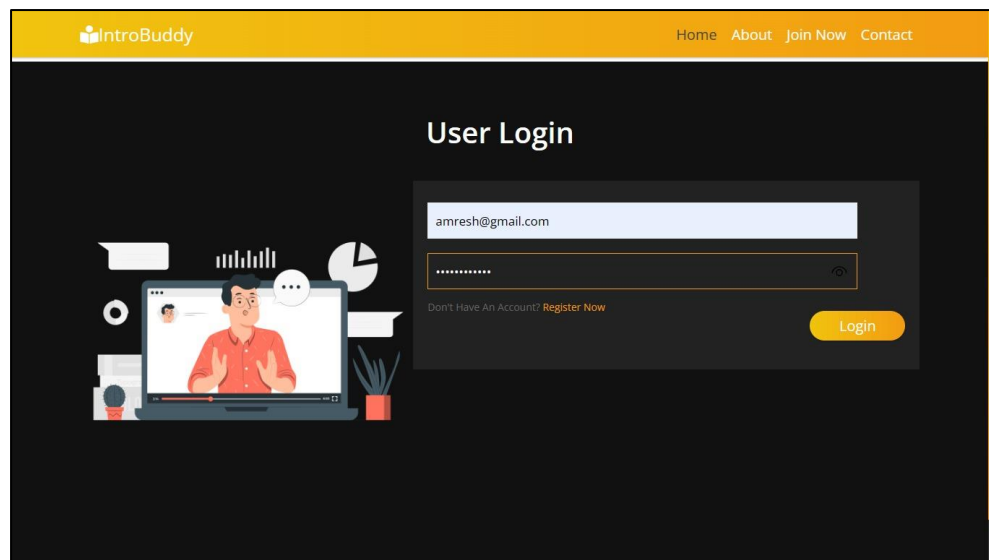 IntroBuddy
Home About Join Now Contact
User Login
amresh@gmail.com
••••••••••••
Don't Have An Account? Register Now
Login